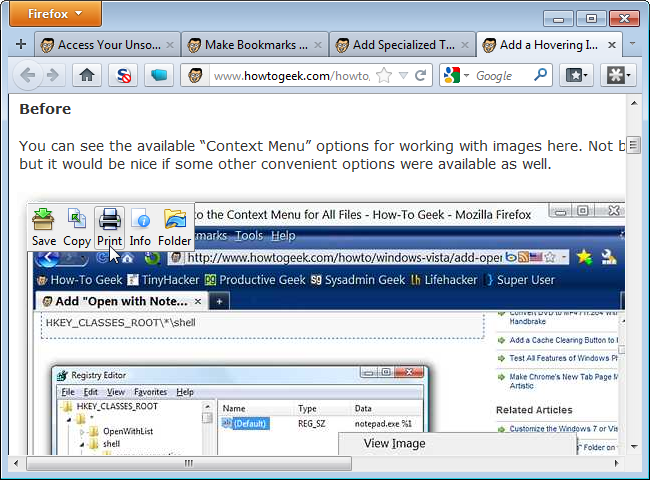 Firefox
Access Your Unso...
Make Bookmarks ...
Add Specialized T...
Add a Hovering I...
www.howtogeek.com/howto/
Google
Before
You can see the available “Context Menu” options for working with images here. Not b
but it would be nice if some other convenient options were available as well.
Save Copy Print Info Folder
to the Context Menu for All Files - How-To Geek - Mozilla Firefox
marks Tools Help
http://www.howtogeek.com/howto/windows-vista/add-oper
How-To Geek TinyHacker Productive Geek Sysadmin Geek Lifehacker Super User
Add "Open with Note...
HKEY_CLASSES_ROOT\*\shell
Convert DVD to MP4 / H.264 with
Handbrake
Add a Cache Clearing Button to
Test All Features of Windows P
Make Chrome's New Tab Page M
Artistic
Related Articles
Customize the Windows 7 or Vist
" Folder on
Registry Editor
File Edit View Favorites Help
HKEY_CLASSES_ROOT
*
OpenWithList
shell
Name Type Data
(Default) REG_SZ notepad.exe %1
View Image